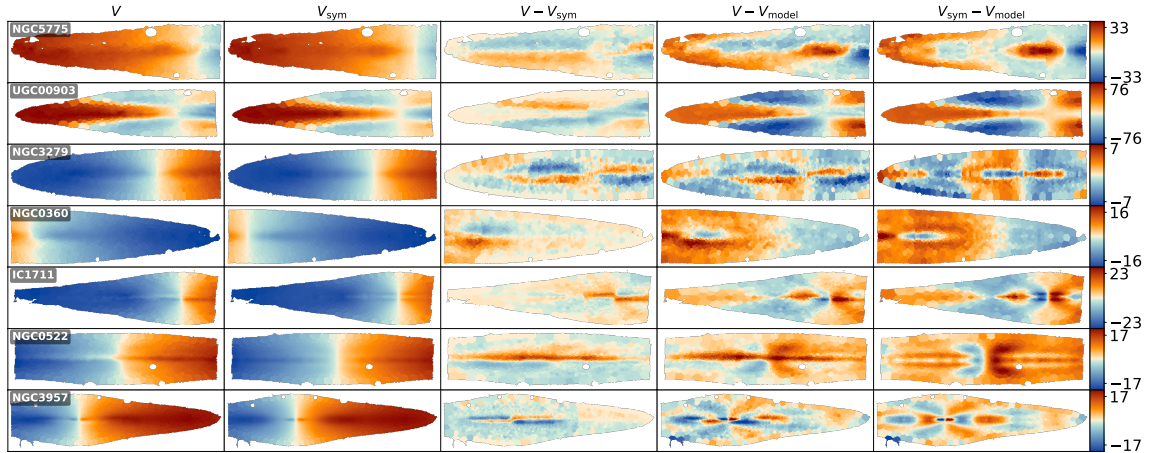 V V_sym V − V_sym V − V_model V_sym − V_model
NGC5775
33
−33
UGC00903
76
−76
NGC3279
7
−7
NGC0360
16
−16
IC1711
23
−23
NGC0522
17
−17
NGC3957
17
−17